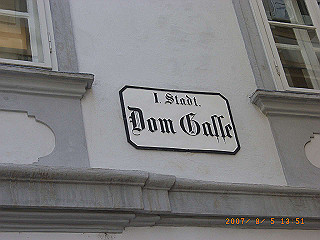 I. Stadt.
Dom Gasse
2007/ 8/ 5 13:51